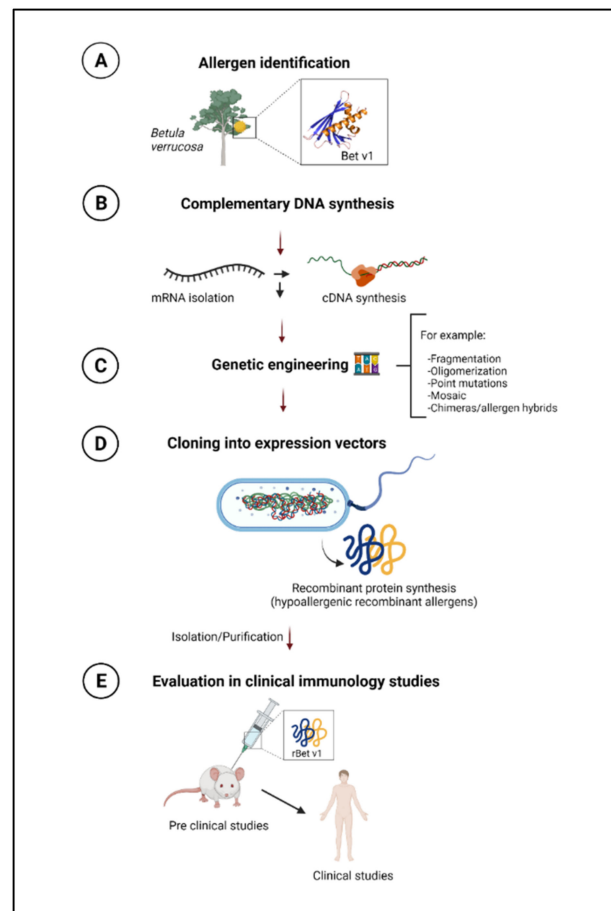 A
Allergen identification
Betula
verrucosa
Bet v1
B
Complementary DNA synthesis
mRNA isolation
cDNA synthesis
C
Genetic engineering
For example:
-Fragmentation
-Oligomerization
-Point mutations
-Mosaic
-Chimeras/allergen hybrids
D
Cloning into expression vectors
Recombinant protein synthesis
(hypoallergenic recombinant allergens)
Isolation/Purification
E
Evaluation in clinical immunology studies
rBet v1
Pre clinical studies
Clinical studies